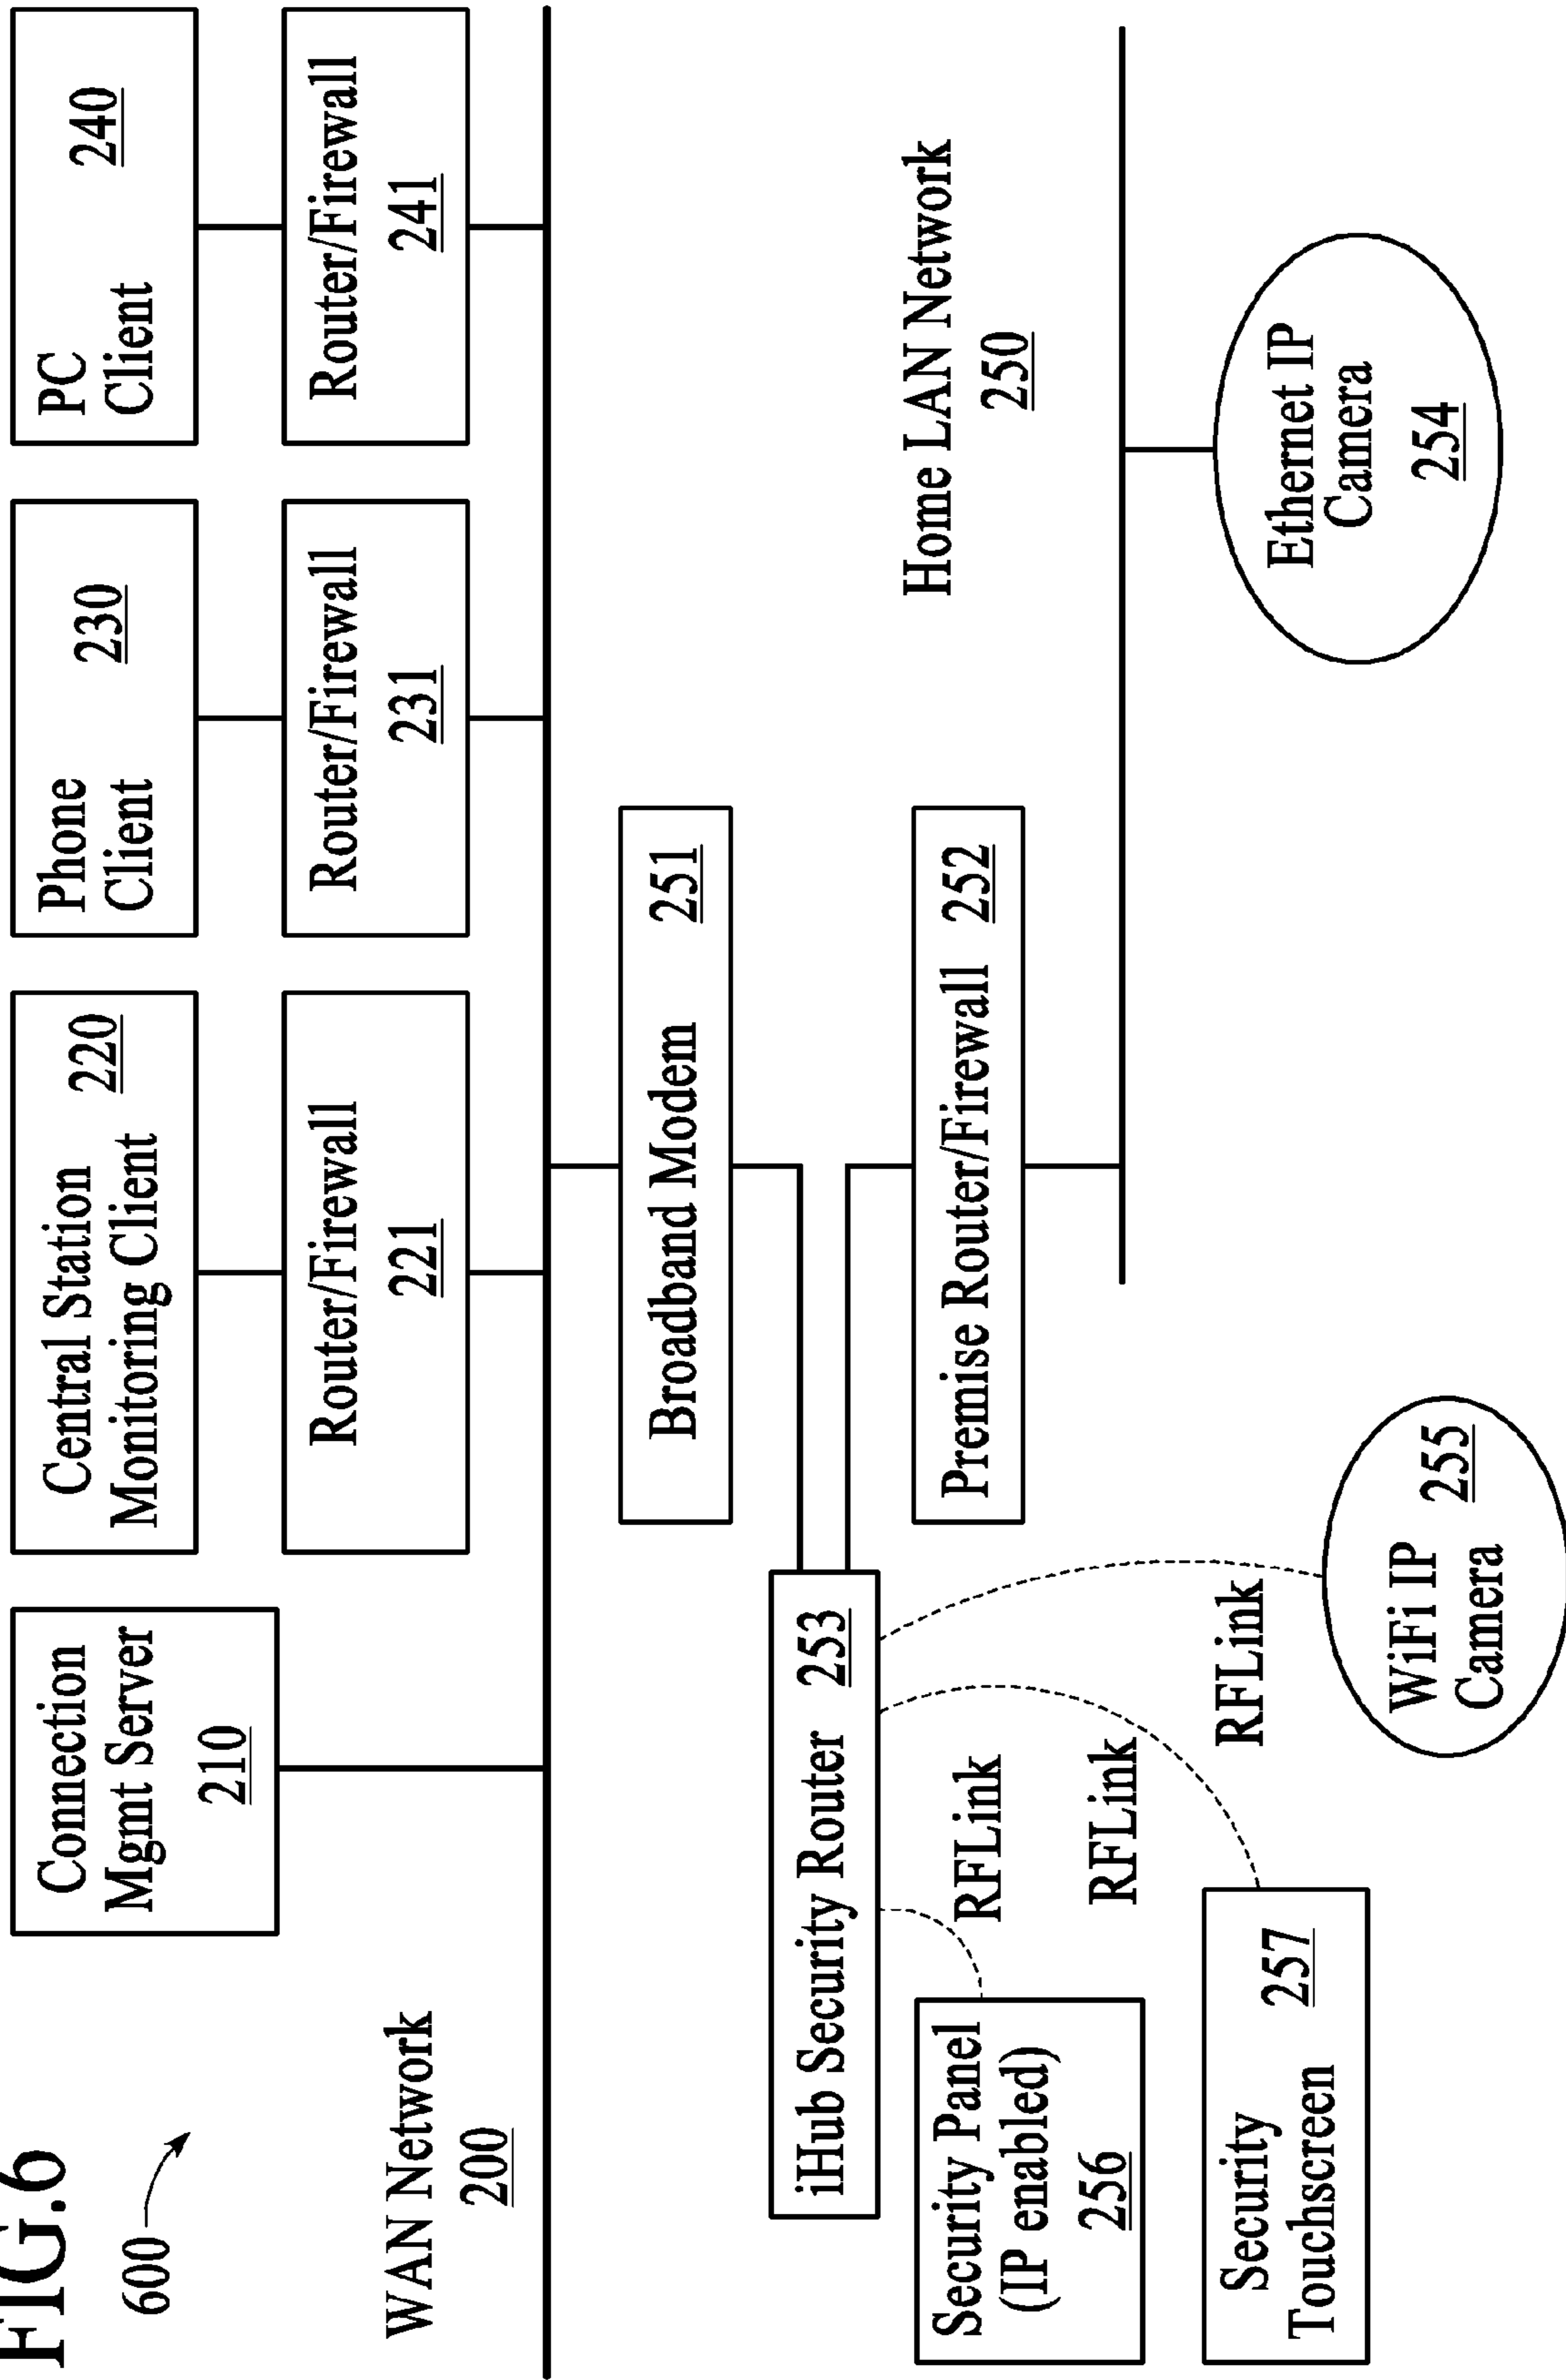 FIG.6
600
WAN Network
200
Connection
Mgmt Server
210
Central Station
Monitoring Client
220
Router/Firewall
221
Phone
Client
230
Router/Firewall
231
PC
Client
240
Router/Firewall
241
Broadband Modem 251
iHub Security Router 253
Premise Router/Firewall 252
Home LAN Network
250
Security Panel
(IP enabled)
256
RFLink
Security
Touchscreen
257
RFLink
RFLink
WiFi IP
Camera
255
Ethernet IP
Camera
254